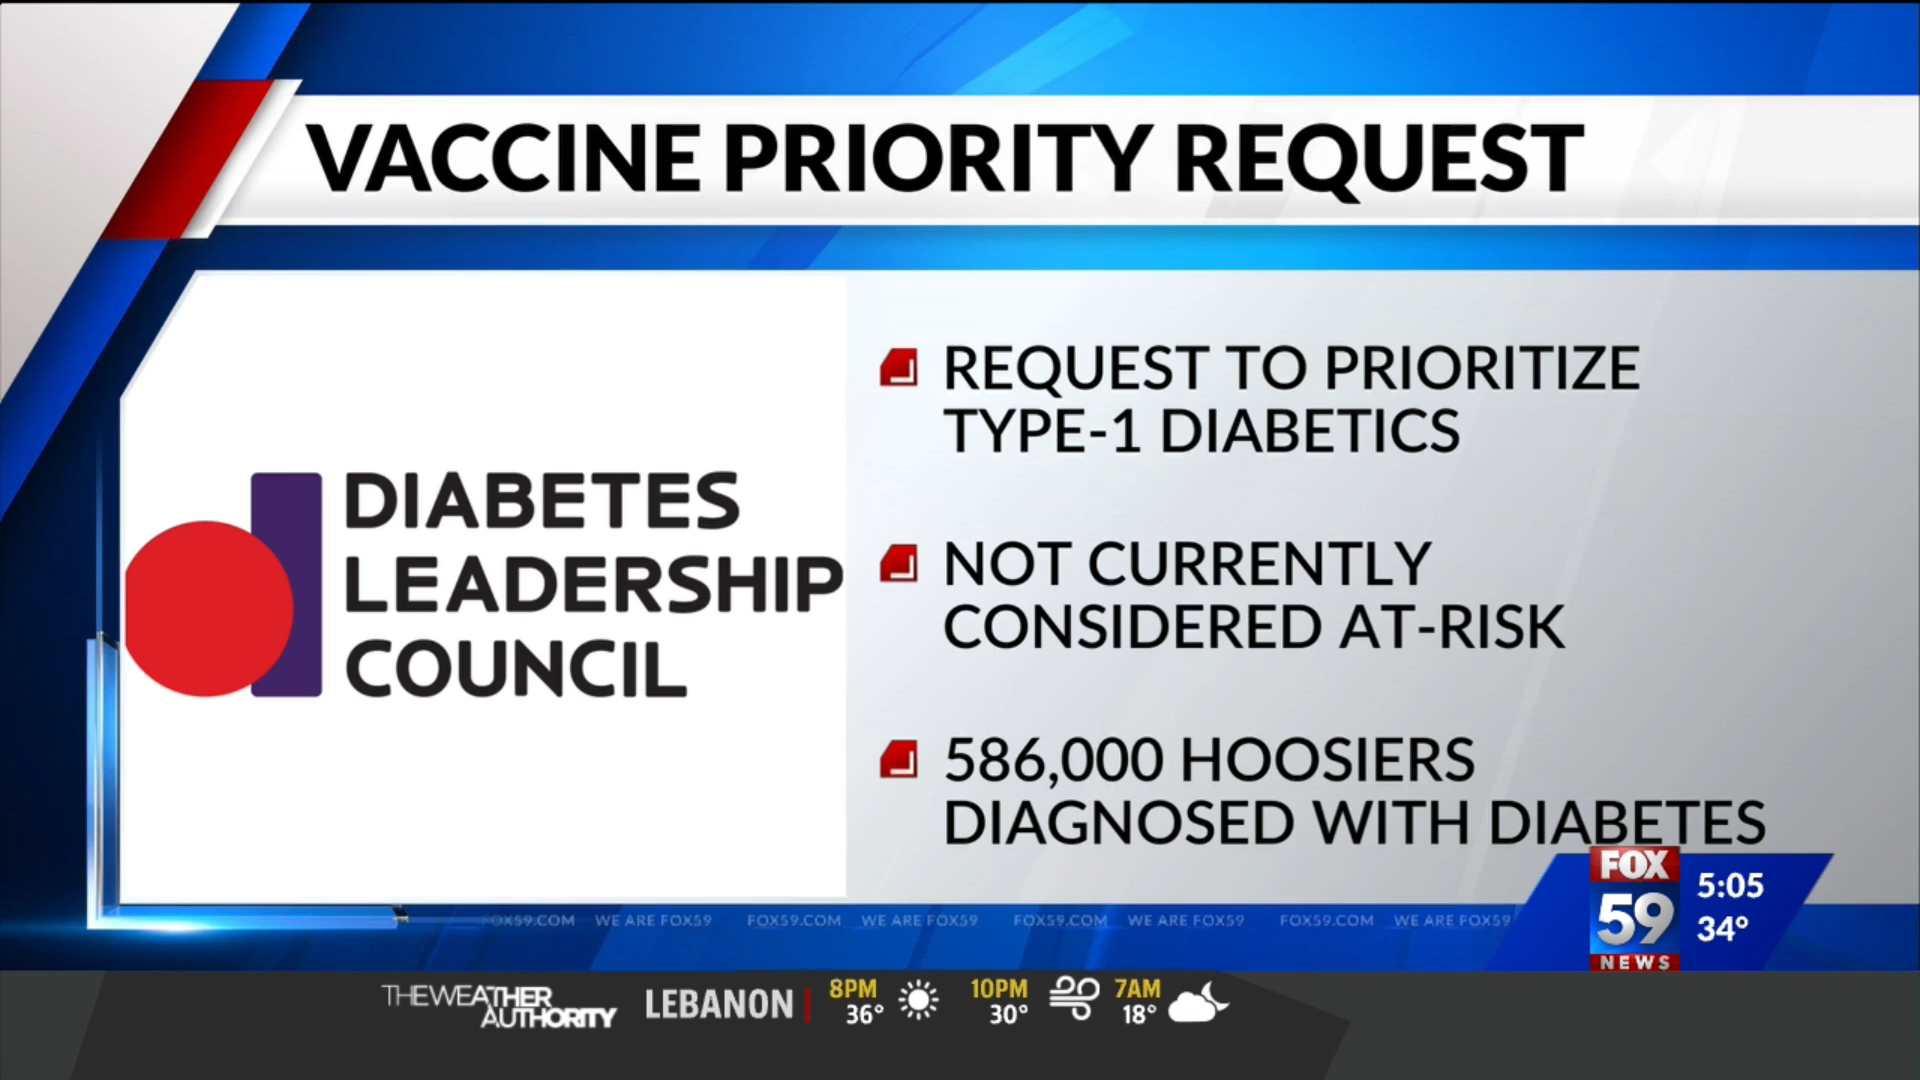 VACCINE PRIORITY REQUEST
DIABETES
LEADERSHIP
COUNCIL
REQUEST TO PRIORITIZE
TYPE-1 DIABETICS
NOT CURRENTLY
CONSIDERED AT-RISK
586,000 HOOSIERS
DIAGNOSED WITH DIABETES
FOX59.COM WE ARE FOX59 FOX59.COM WE ARE FOX59 FOX59.COM WE ARE FOX59 FOX59.COM WE ARE FOX59
FOX
59
NEWS
5:05
34°
THEWEATHER
AUTHORITY
LEBANON
8PM
36°
10PM
30°
7AM
18°